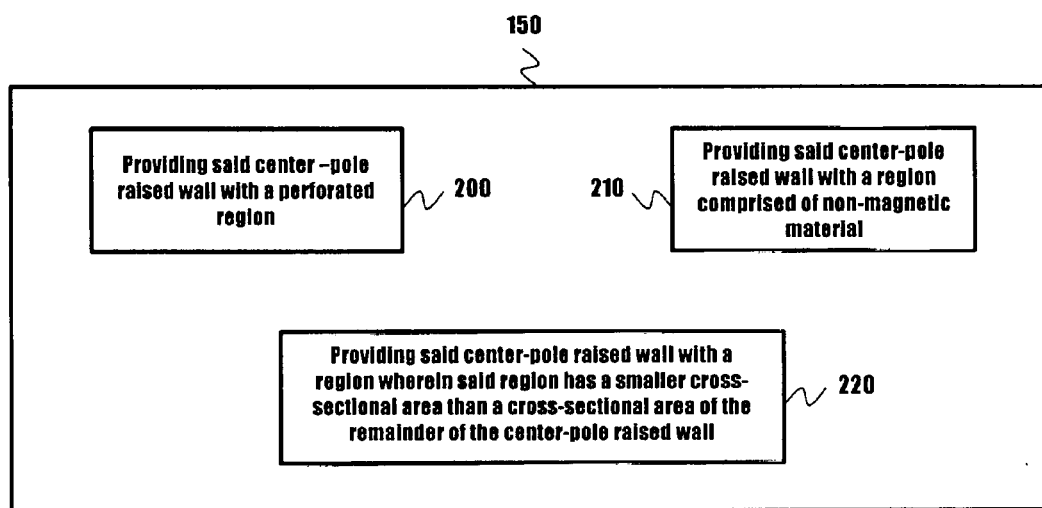 150
Providing said center –pole
raised wall with a perforated
region
200
210
Providing said center-pole
raised wall with a region
comprised of non-magnetic
material
Providing said center-pole raised wall with a
region wherein said region has a smaller cross-
sectional area than a cross-sectional area of the
remainder of the center-pole raised wall
220